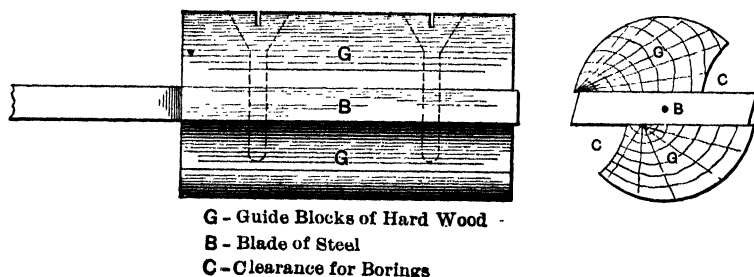 G
B
G
G
C
B
C
G
G - Guide Blocks of Hard Wood -
B - Blade of Steel
C - Clearance for Borings